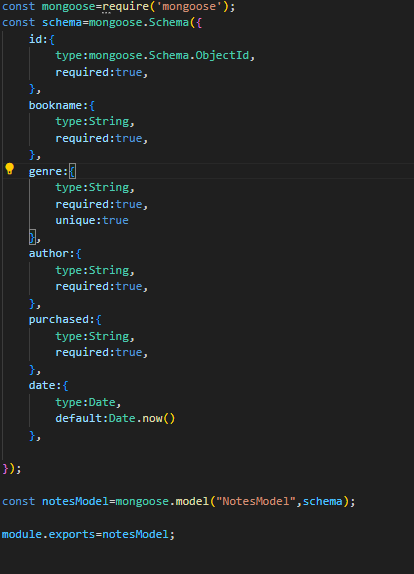 const mongoose=require('mongoose');
const schema=mongoose.Schema({
    id:{
        type:mongoose.Schema.ObjectId,
        required:true,
    },
    bookname:{
        type:String,
        required:true,
    },
    genre:{
        type:String,
        required:true,
        unique:true
    },
    author:{
        type:String,
        required:true,
    },
    purchased:{
        type:String,
        required:true,
    },
    date:{
        type:Date,
        default:Date.now()
    },

});

const notesModel=mongoose.model("NotesModel",schema);

module.exports=notesModel;